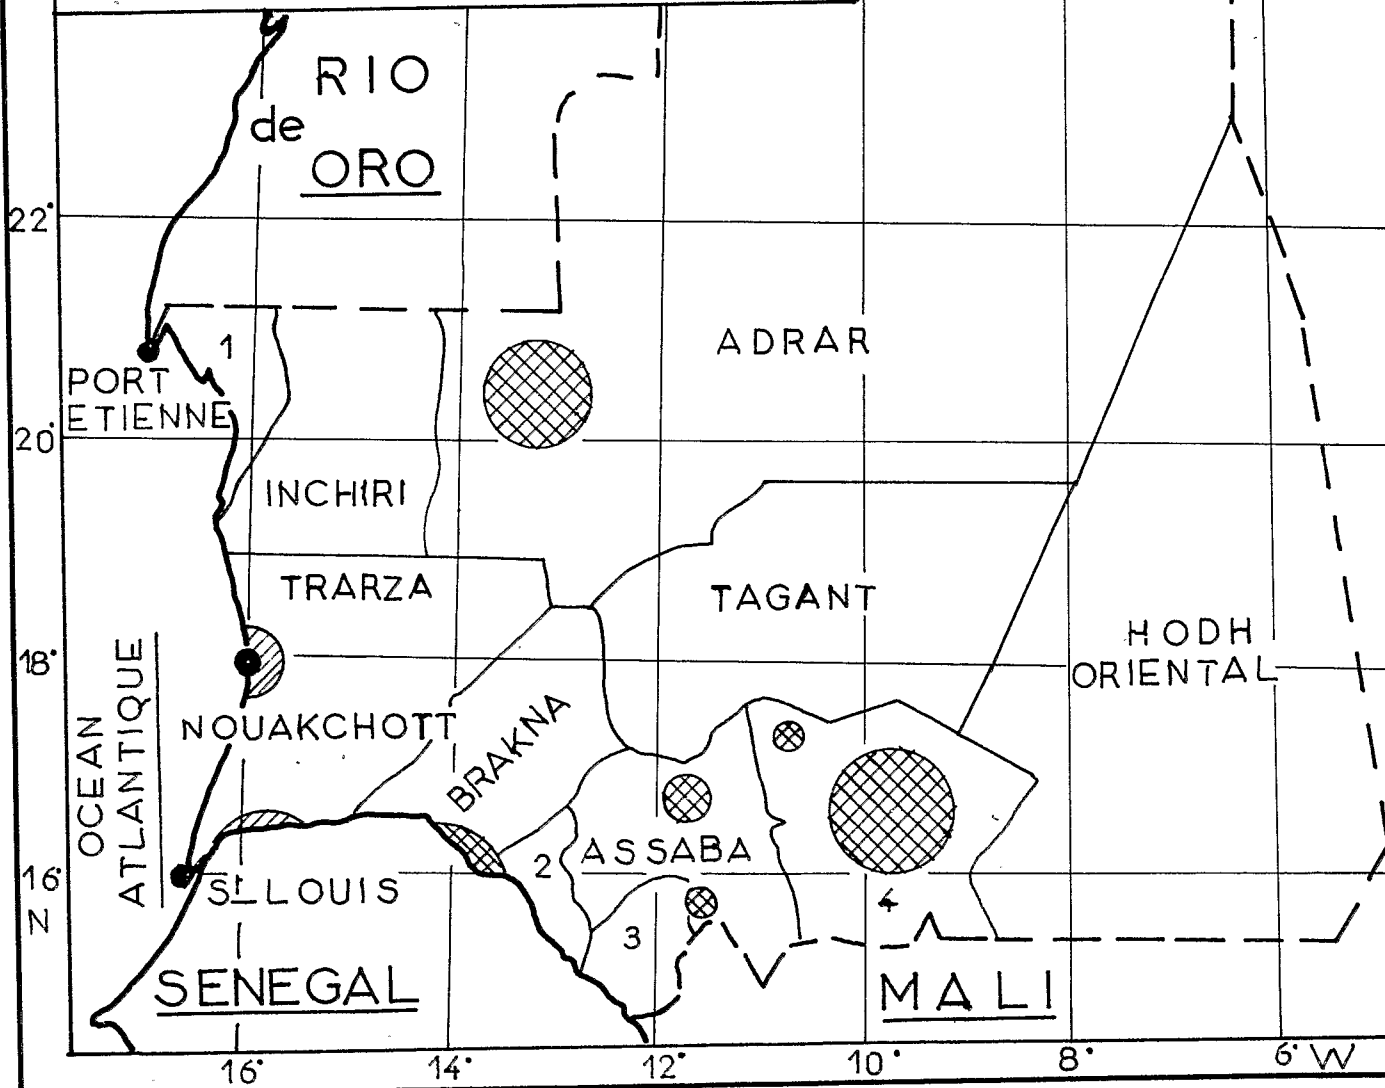 RIO
de
ORO
22°
1
ADRAR
PORT
ETIENNE
20°
INCHIRI
TRARZA
TAGANT
HODH
ORIENTAL
18°
OCEAN
ATLANTIQUE
NOUAKCHOTT
BRAKNA
ASSABA
2
16°
N
ST LOUIS
4
3
SENEGAL
MALI
16° 14° 12° 10° 8° 6° W